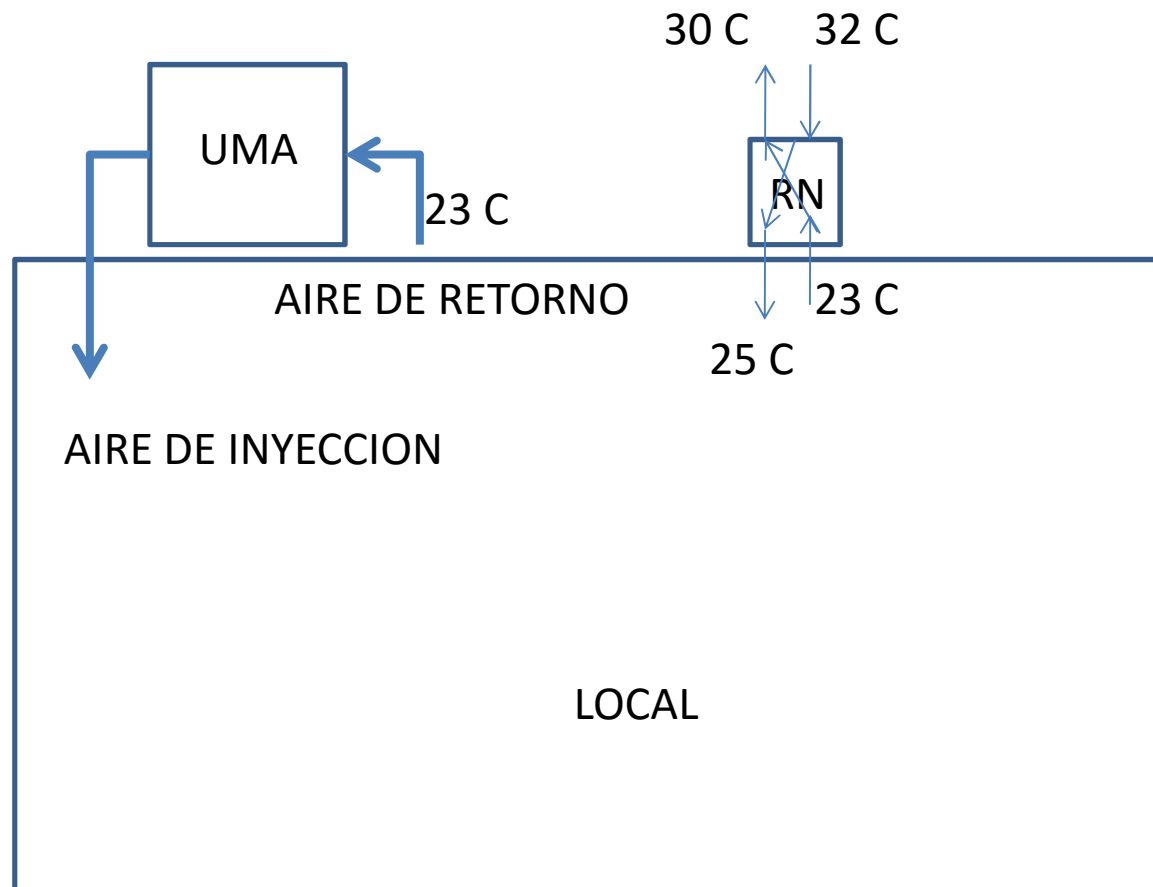 30 C
32 C
UMA
RN
23 C
AIRE DE RETORNO
23 C
25 C
AIRE DE INYECCION
LOCAL